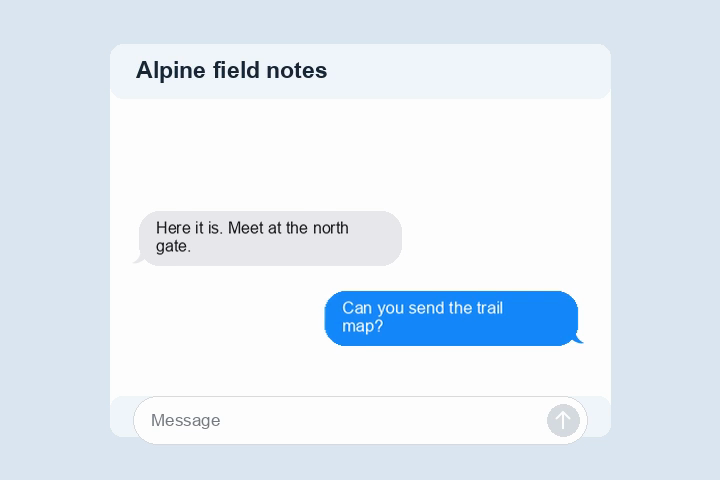 Alpine field notes
Here it is. Meet at the north
gate.
Can you send the trail
map?
Message